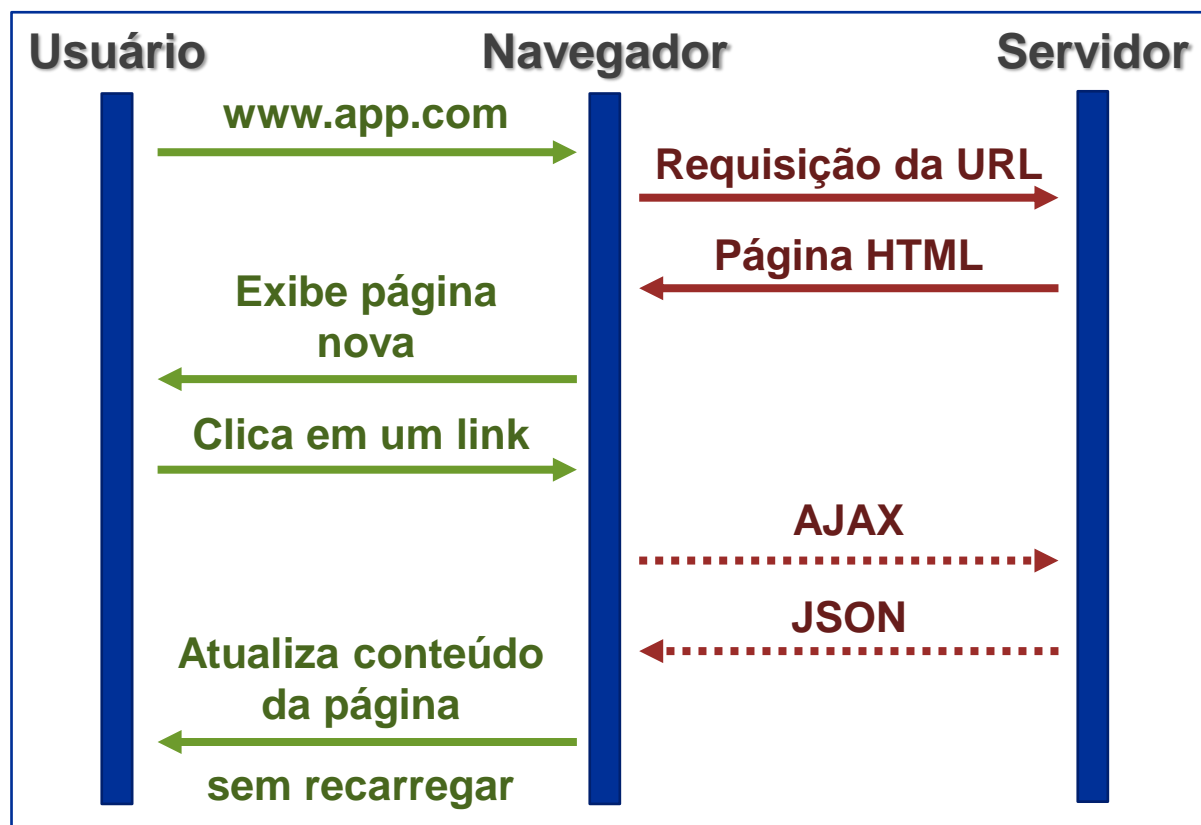 Usuário
Navegador
Servidor
www.app.com
Requisição da URL
Página HTML
Exibe página
nova
Clica em um link
AJAX
JSON
Atualiza conteúdo
da página
sem recarregar